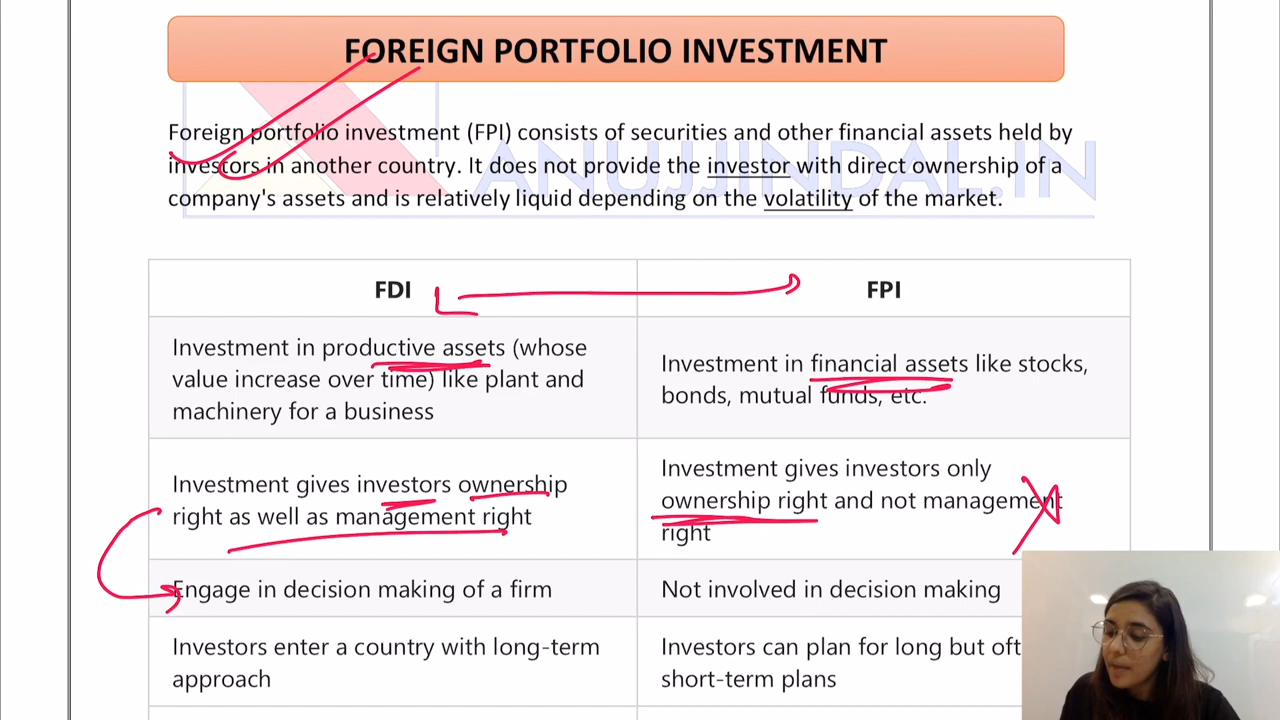 FOREIGN PORTFOLIO INVESTMENT
ANUJJINDAL.IN
Foreign portfolio investment (FPI) consists of securities and other financial assets held by
investors in another country. It does not provide the investor with direct ownership of a
company's assets and is relatively liquid depending on the volatility of the market.
FDI
FPI
Investment in productive assets (whose
value increase over time) like plant and
machinery for a business
Investment in financial assets like stocks,
bonds, mutual funds, etc.
Investment gives investors ownership
right as well as management right
Investment gives investors only
ownership right and not management
right
Engage in decision making of a firm
Not involved in decision making
Investors enter a country with long-term
approach
Investors can plan for long but oft
short-term plans